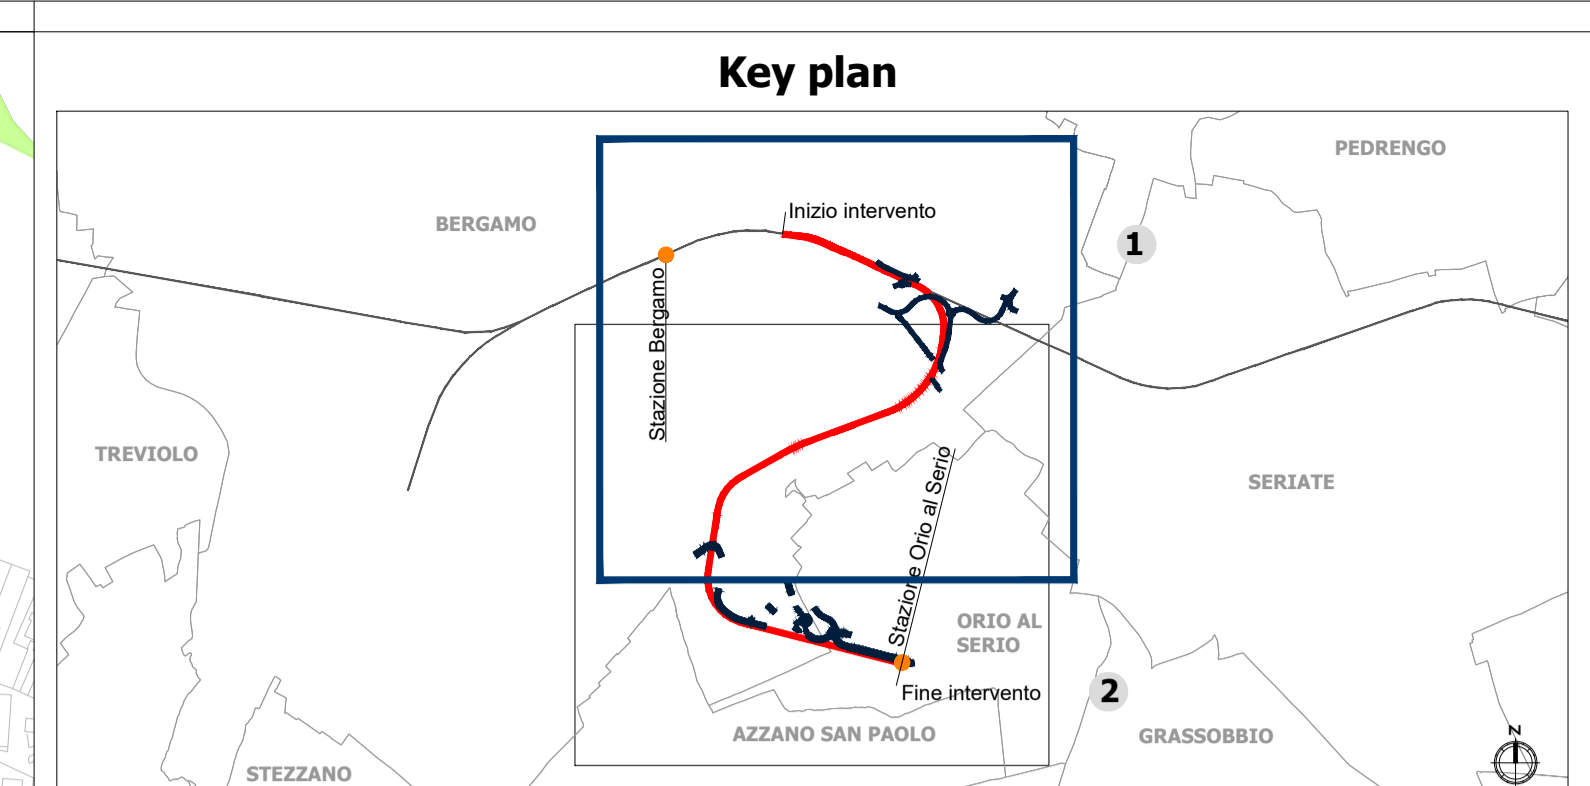 Key plan
PEDRENGO
Inizio intervento
BERGAMO
1
Stazione Bergamo
TREVIOLO
SERIATE
Stazione Orio al Serio
ORIO AL
SERIO
Fine intervento
2
AZZANO SAN PAOLO
GRASSOBBIO
N
STEZZANO